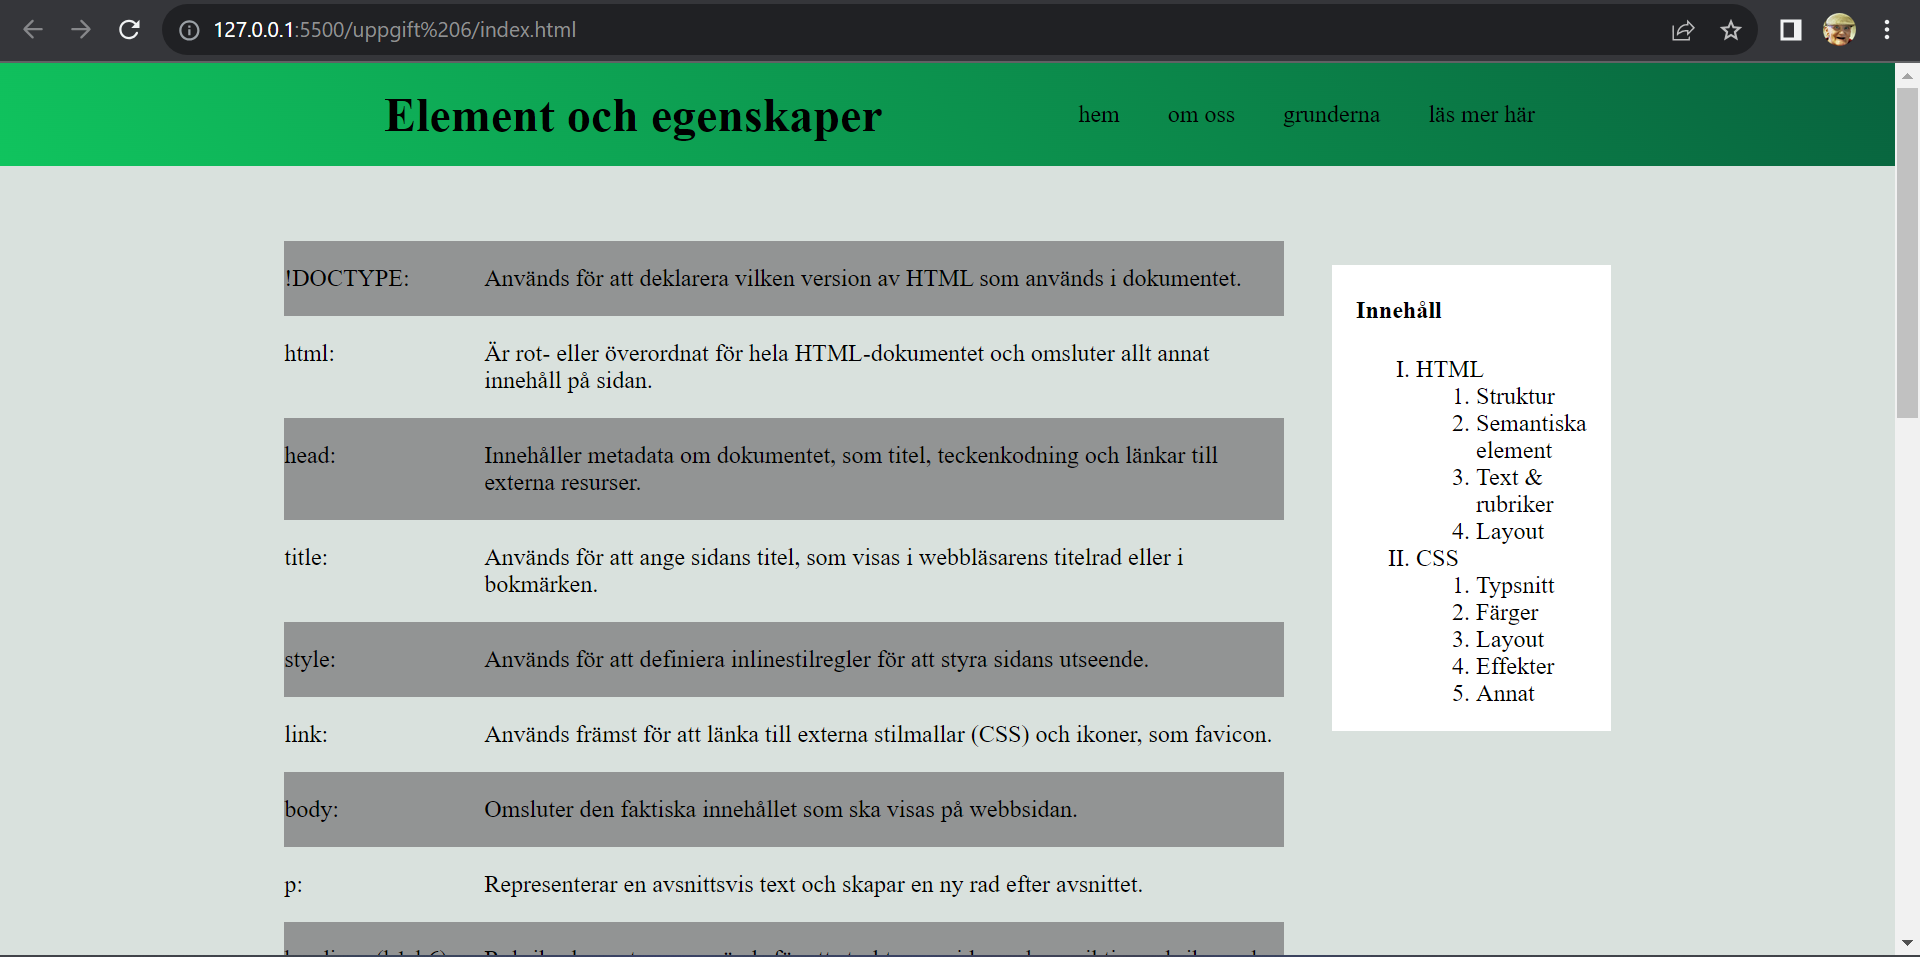 127.0.0.1:5500/uppgift%206/index.html
Element och egenskaper
hem om oss grunderna läs mer här
!DOCTYPE: Används för att deklarera vilken version av HTML som används i dokumentet.
html: Är rot- eller överordnat för hela HTML-dokumentet och omsluter allt annat
innehåll på sidan.
head: Innehåller metadata om dokumentet, som titel, teckenkodning och länkar till
externa resurser.
title: Används för att ange sidans titel, som visas i webbläsarens titelrad eller i
bokmärken.
style: Används för att definiera inlinestilregler för att styra sidans utseende.
link: Används främst för att länka till externa stilmallar (CSS) och ikoner, som favicon.
body: Omsluter den faktiska innehållet som ska visas på webbsidan.
p: Representerar en avsnittsvis text och skapar en ny rad efter avsnittet.
Innehåll
I. HTML
1. Struktur
2. Semantiska
element
3. Text &
rubriker
4. Layout
II. CSS
1. Typsnitt
2. Färger
3. Layout
4. Effekter
5. Annat